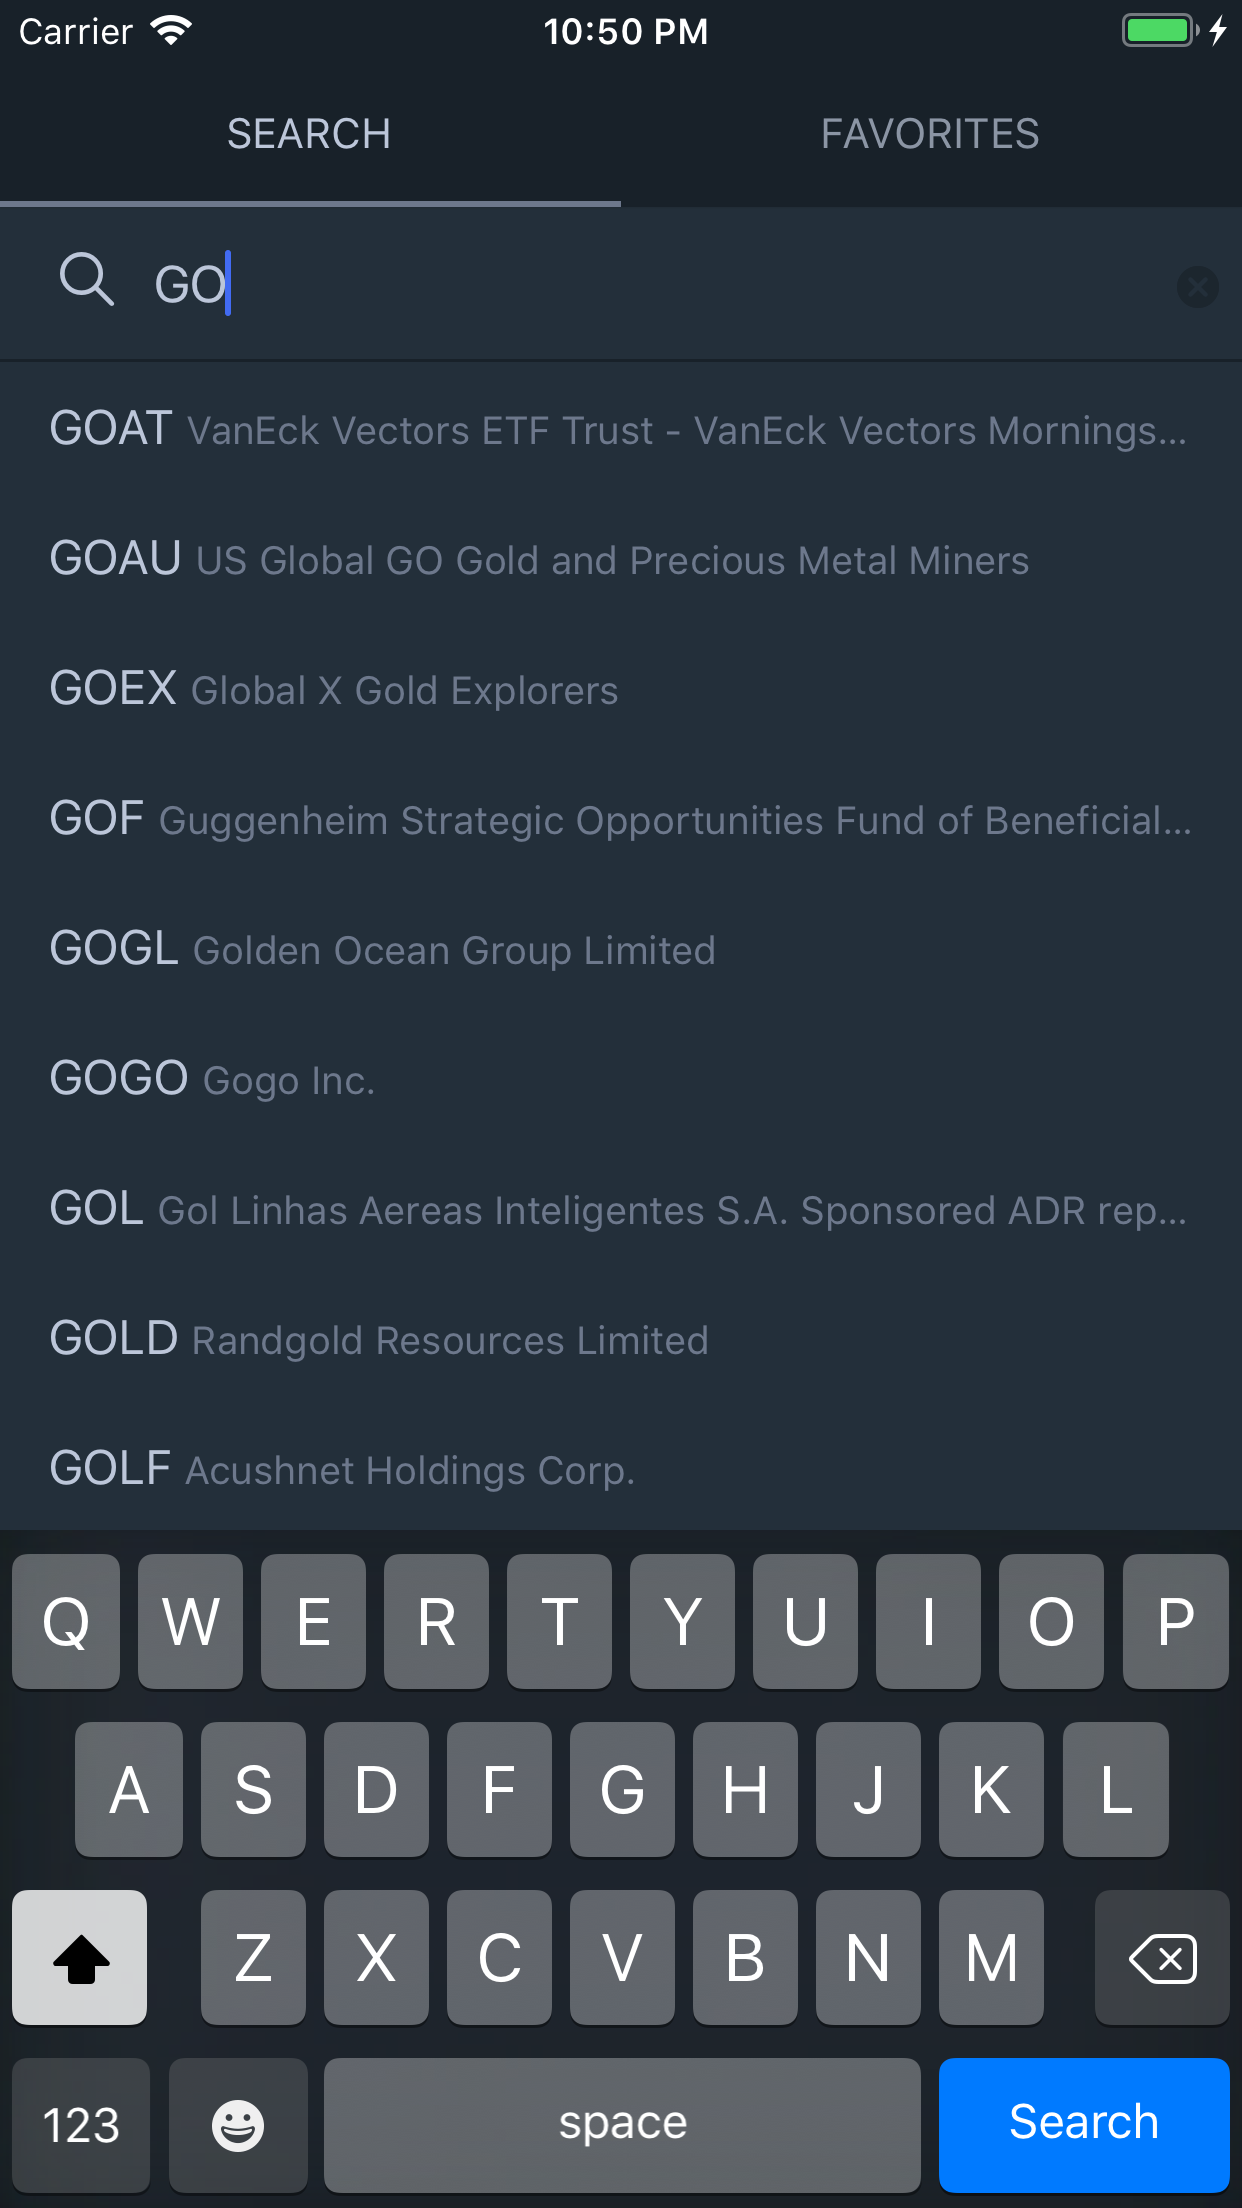 Carrier 10:50 PM
SEARCH FAVORITES
GO
GOAT VanEck Vectors ETF Trust - VanEck Vectors Mornings...
GOAU US Global GO Gold and Precious Metal Miners
GOEX Global X Gold Explorers
GOF Guggenheim Strategic Opportunities Fund of Beneficial...
GOGL Golden Ocean Group Limited
GOGO Gogo Inc.
GOL Gol Linhas Aereas Inteligentes S.A. Sponsored ADR rep...
GOLD Randgold Resources Limited
GOLF Acushnet Holdings Corp.
Q W E R T Y U I O P
A S D F G H J K L
Z X C V B N M
123 space Search